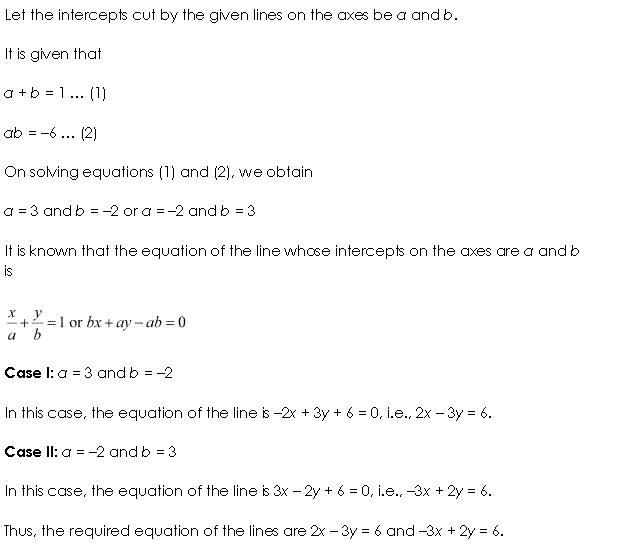 Let the intercepts cut by the given lines on the axes be a and b.
It is given that
a + b = 1 ... (1)
ab = –6 ... (2)
On solving equations (1) and (2), we obtain
a = 3 and b = –2 or a = –2 and b = 3
It is known that the equation of the line whose intercepts on the axes are a and b
is
x/a + y/b = 1 or bx + ay – ab = 0
Case I: a = 3 and b = –2
In this case, the equation of the line is –2x + 3y + 6 = 0, i.e., 2x – 3y = 6.
Case II: a = –2 and b = 3
In this case, the equation of the line is 3x – 2y + 6 = 0, i.e., –3x + 2y = 6.
Thus, the required equation of the lines are 2x – 3y = 6 and –3x + 2y = 6.